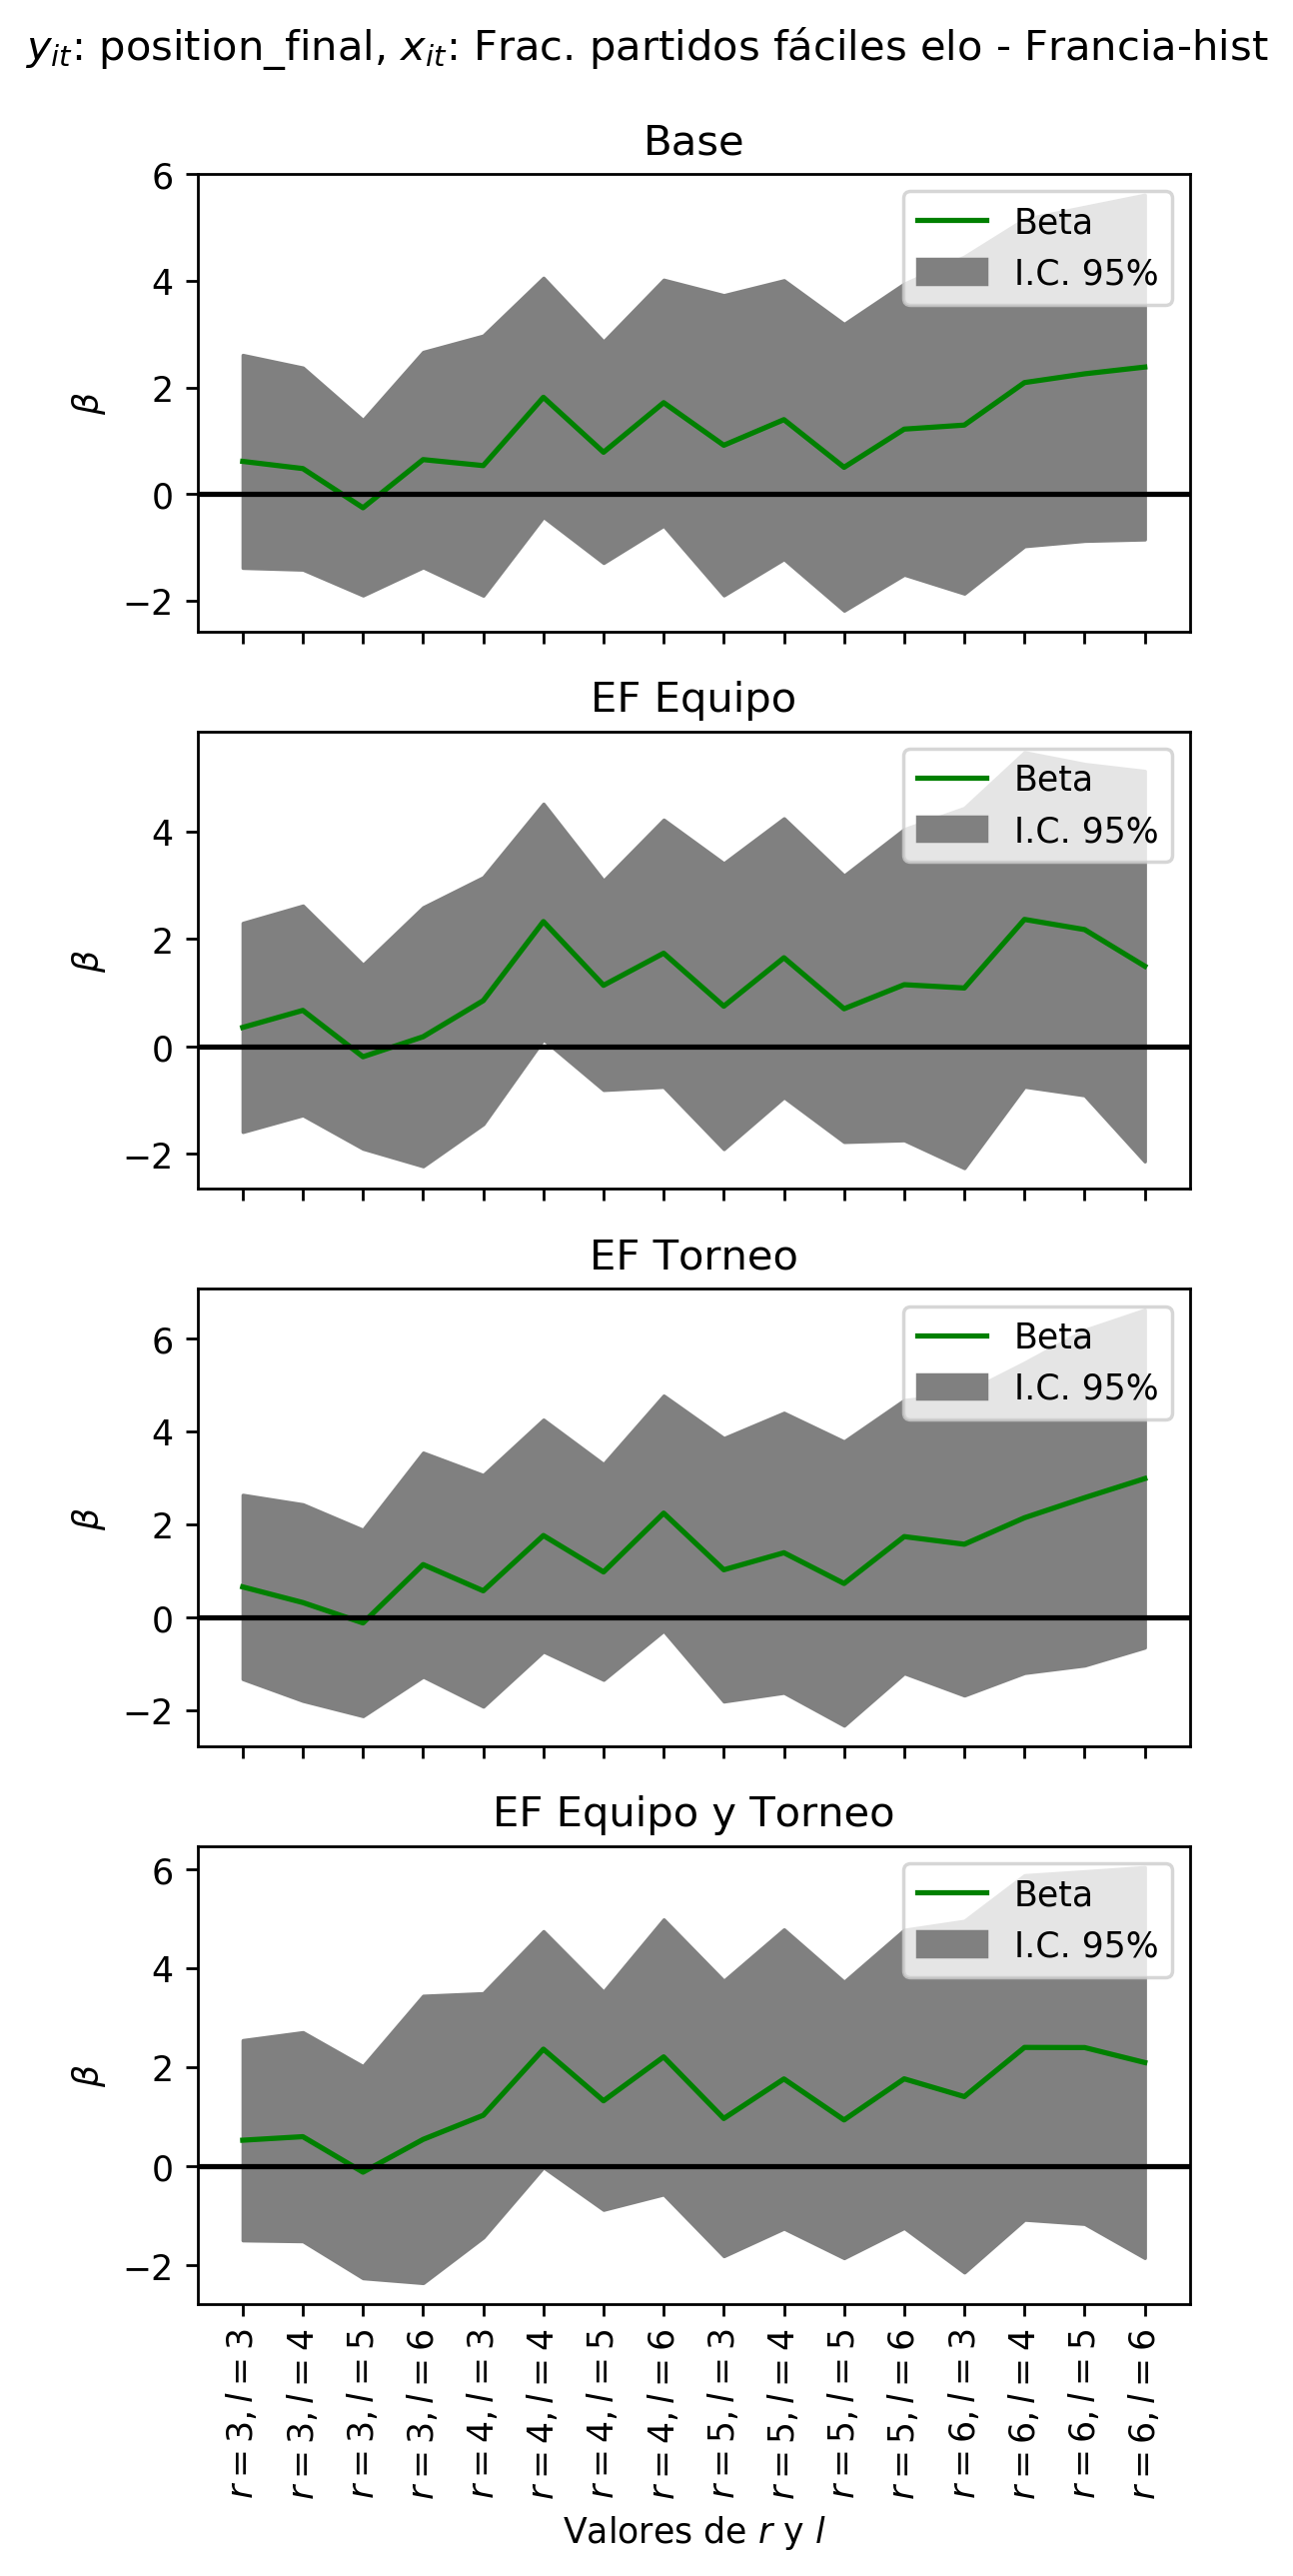 y_it: position_final, x_it: Frac. partidos fáciles elo - Francia-hist
Base
6
4
2
0
−2
β
Beta
I.C. 95%
EF Equipo
4
2
0
−2
β
Beta
I.C. 95%
EF Torneo
6
4
2
0
−2
β
Beta
I.C. 95%
EF Equipo y Torneo
6
4
2
0
−2
β
Beta
I.C. 95%
r = 3, l = 3
r = 3, l = 4
r = 3, l = 5
r = 3, l = 6
r = 4, l = 3
r = 4, l = 4
r = 4, l = 5
r = 4, l = 6
r = 5, l = 3
r = 5, l = 4
r = 5, l = 5
r = 5, l = 6
r = 6, l = 3
r = 6, l = 4
r = 6, l = 5
r = 6, l = 6
Valores de r y l